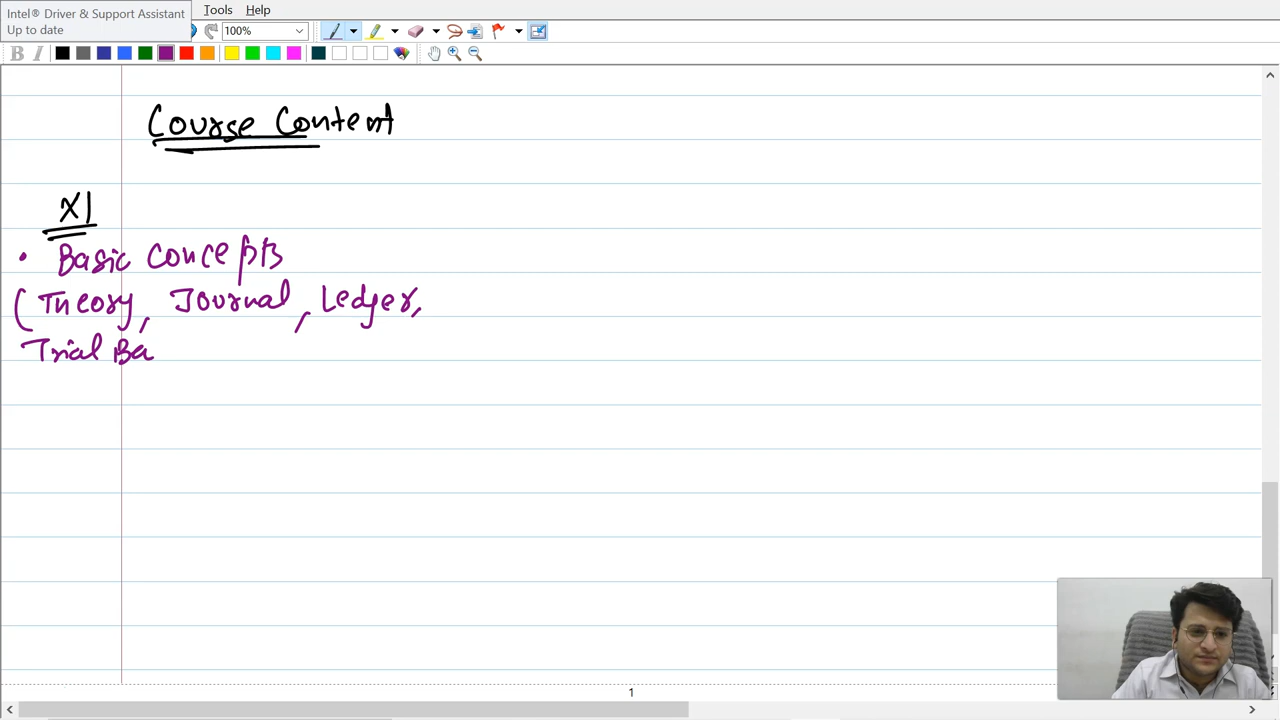 Intel® Driver & Support Assistant
Up to date
Tools Help
100%
B I
Course Content
XI
• Basic Concepts
(Theory, Journal, Ledger,
Trial Ba
1